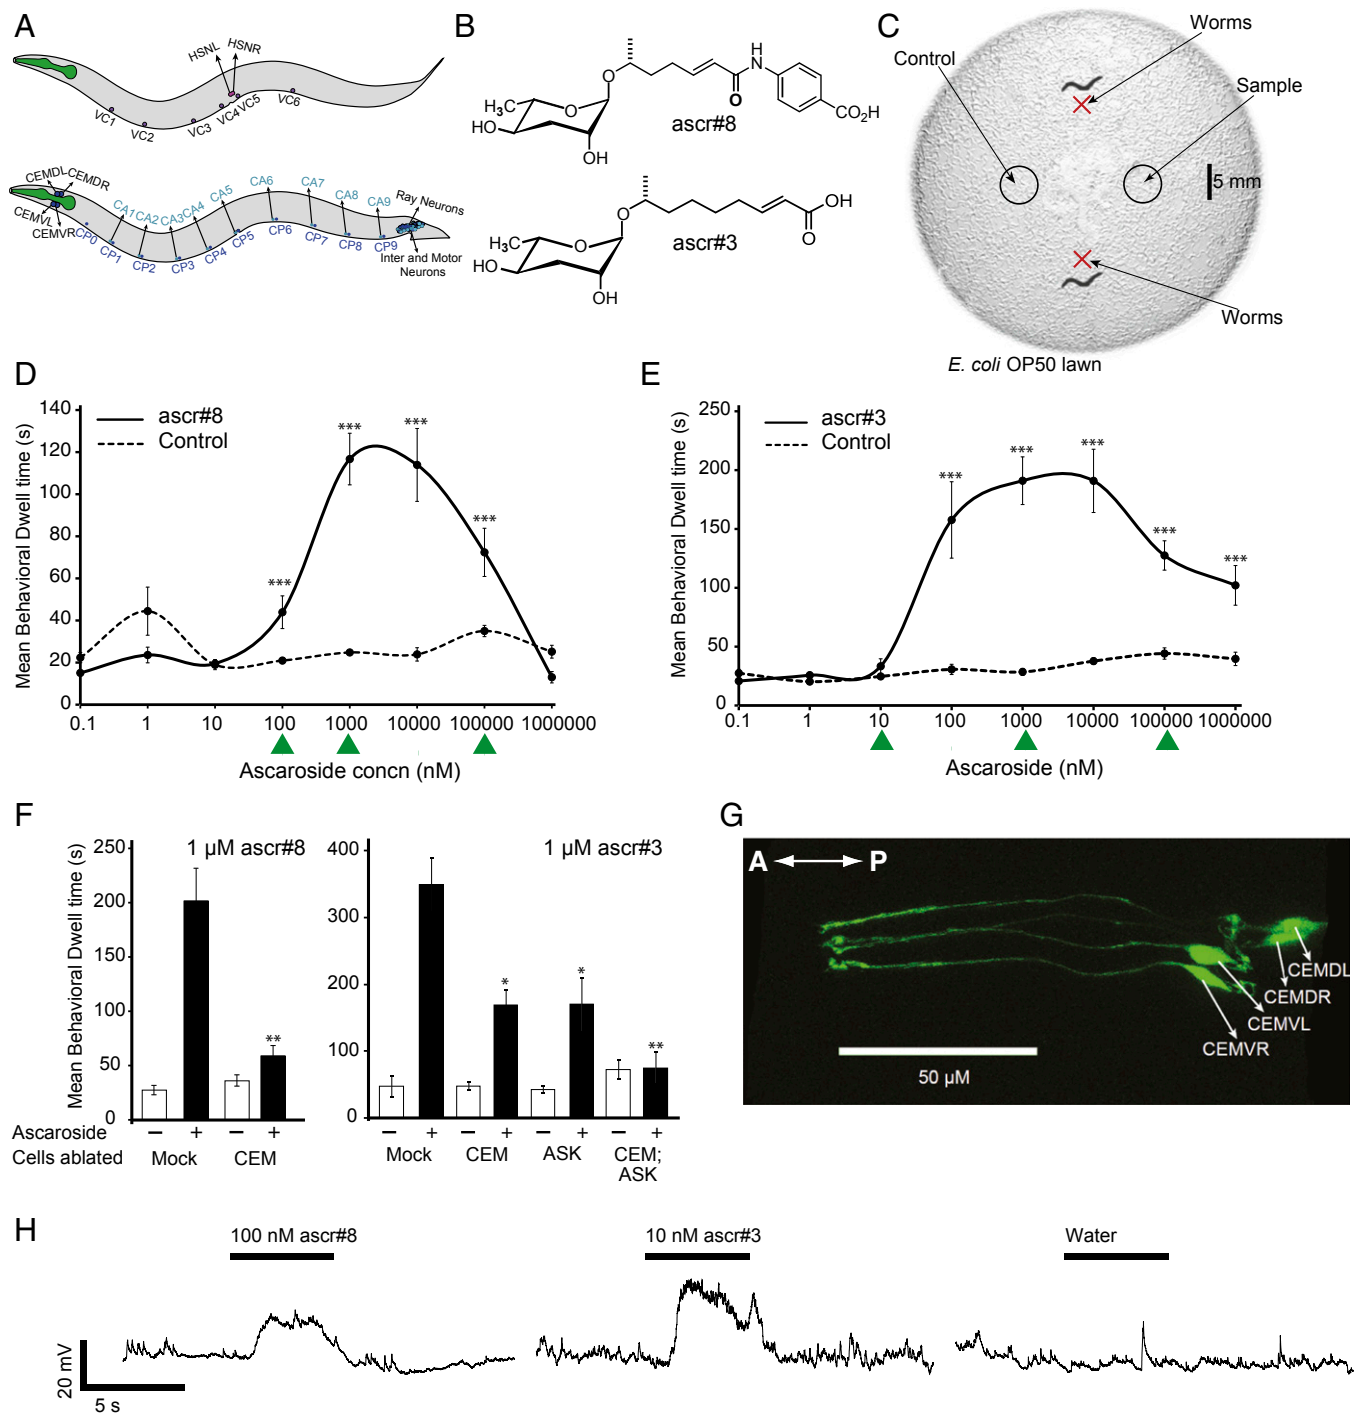 A
HSNL
HSNR
VC1
VC2
VC3
VC4
VC5
VC6
CEMDL
CEMDR
CEMVL
CEMVR
CA1
CA2
CA3
CA4
CA5
CA6
CA7
CA8
CA9
CP0
CP1
CP2
CP3
CP4
CP5
CP6
CP7
CP8
CP9
Ray Neurons
Inter and Motor
Neurons
B
H₃C
HO
O
O
OH
H
N
O
CO₂H
ascr#8
H₃C
HO
O
O
OH
OH
O
ascr#3
C
Worms
Control
Sample
5 mm
Worms
E. coli OP50 lawn
D
Mean Behavioral Dwell time (s)
140
120
100
80
60
40
20
0
ascr#8
Control
***
***
***
***
0.1 1 10 100 1000 10000 100000 1000000
Ascaroside concn (nM)
E
Mean Behavioral Dwell time (s)
250
200
150
100
50
0
ascr#3
Control
***
***
***
***
***
0.1 1 10 100 1000 10000 100000 1000000
Ascaroside (nM)
F
Mean Behavioral Dwell time (s)
250
200
150
100
50
0
1 µM ascr#8
**
400
300
200
100
0
1 µM ascr#3
*
*
**
Ascaroside − + − + − + − + − + − +
Cells ablated Mock CEM Mock CEM ASK CEM;
ASK
G
A P
CEMDL
CEMDR
CEMVL
CEMVR
50 µM
H
100 nM ascr#8
10 nM ascr#3
Water
20 mV
5 s